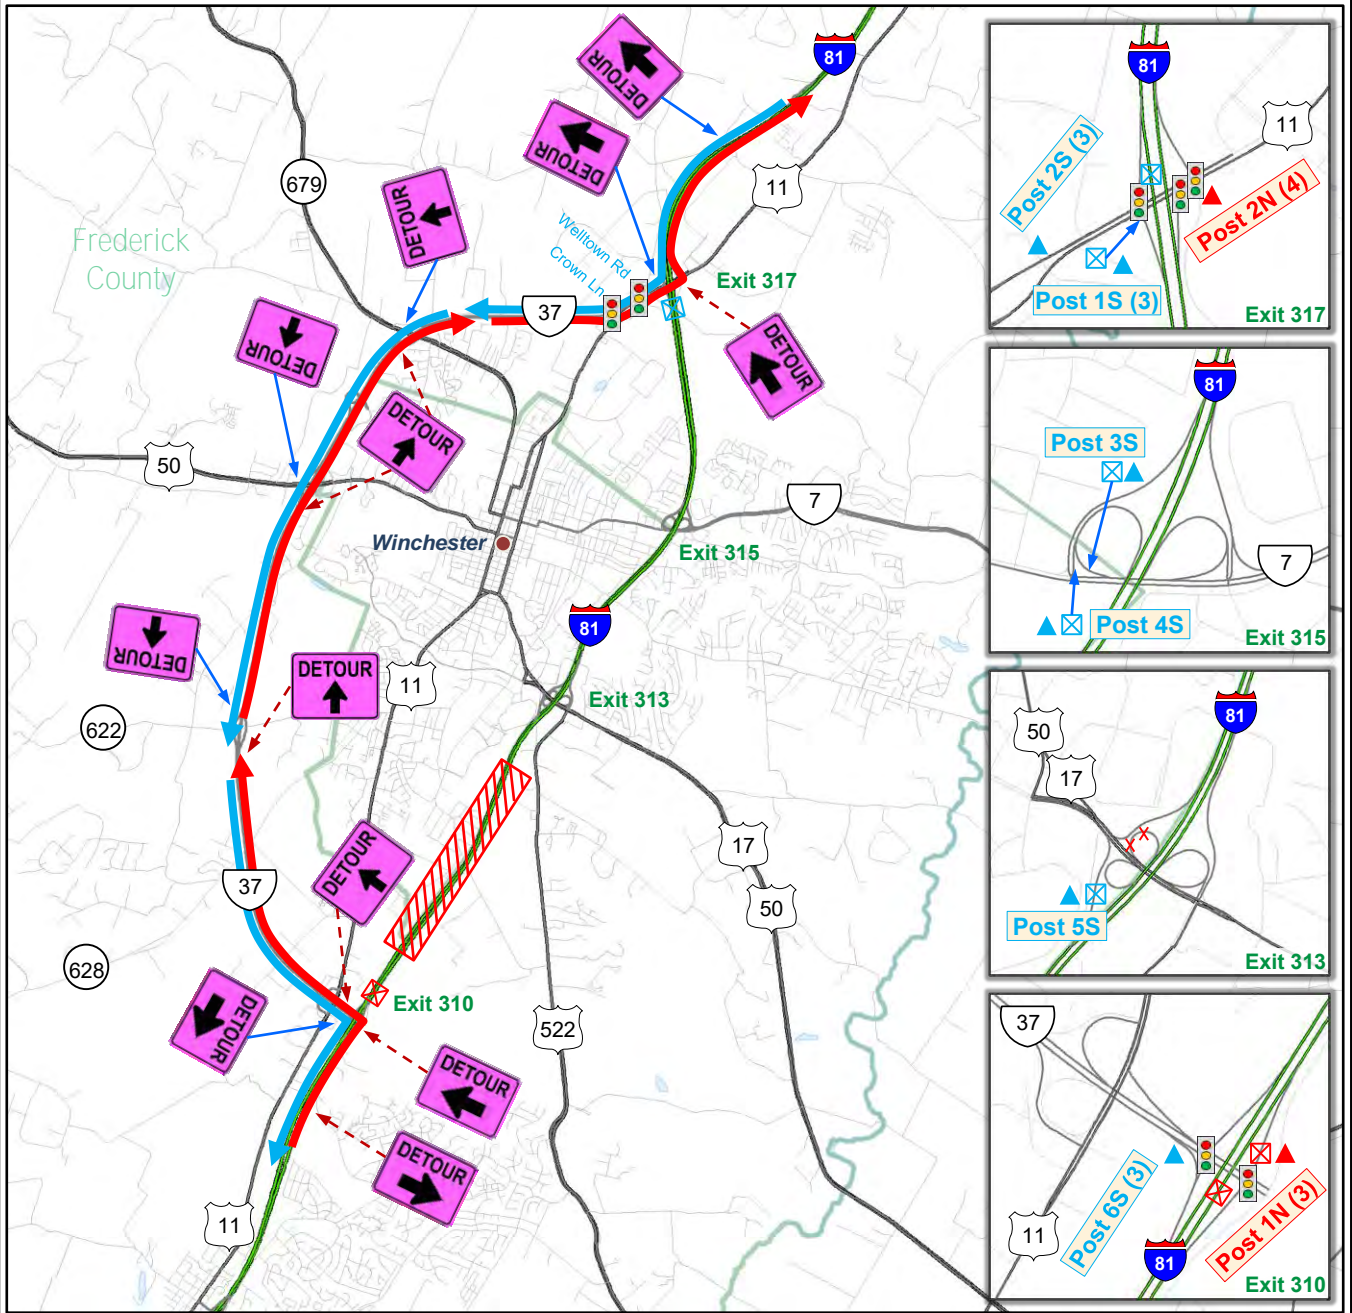 81
DETOUR
11
DETOUR
679
DETOUR
Frederick
County
Welltown Rd
Crown Ln
Exit 317
37
DETOUR
DETOUR
DETOUR
50
7
Winchester
Exit 315
81
DETOUR
DETOUR
11
Exit 313
622
17
DETOUR
50
37
628
Exit 310
DETOUR
522
DETOUR
DETOUR
11
81
11
Post 2S (3)
Post 2N (4)
Post 1S (3)
Exit 317
81
Post 3S
7
Post 4S
Exit 315
81
50
17
Post 5S
Exit 313
37
Post 6S (3)
Post 1N (3)
11
81
Exit 310